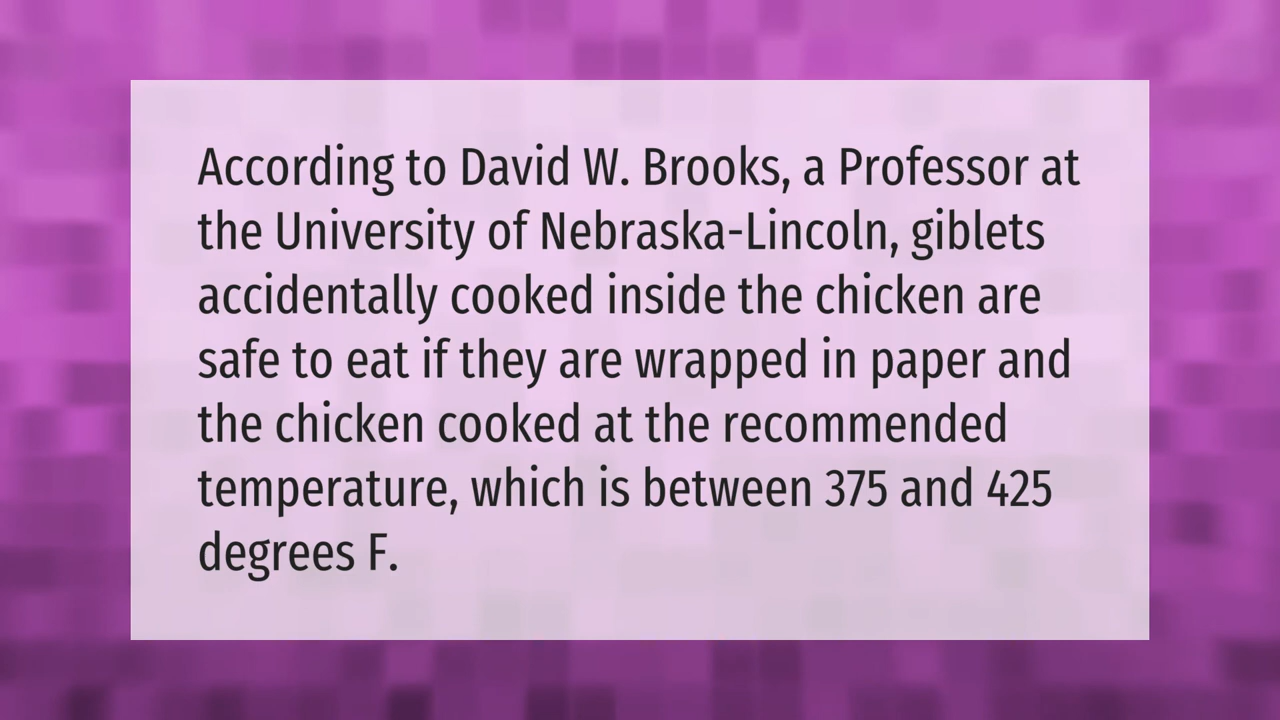 According to David W. Brooks, a Professor at
the University of Nebraska-Lincoln, giblets
accidentally cooked inside the chicken are
safe to eat if they are wrapped in paper and
the chicken cooked at the recommended
temperature, which is between 375 and 425
degrees F.